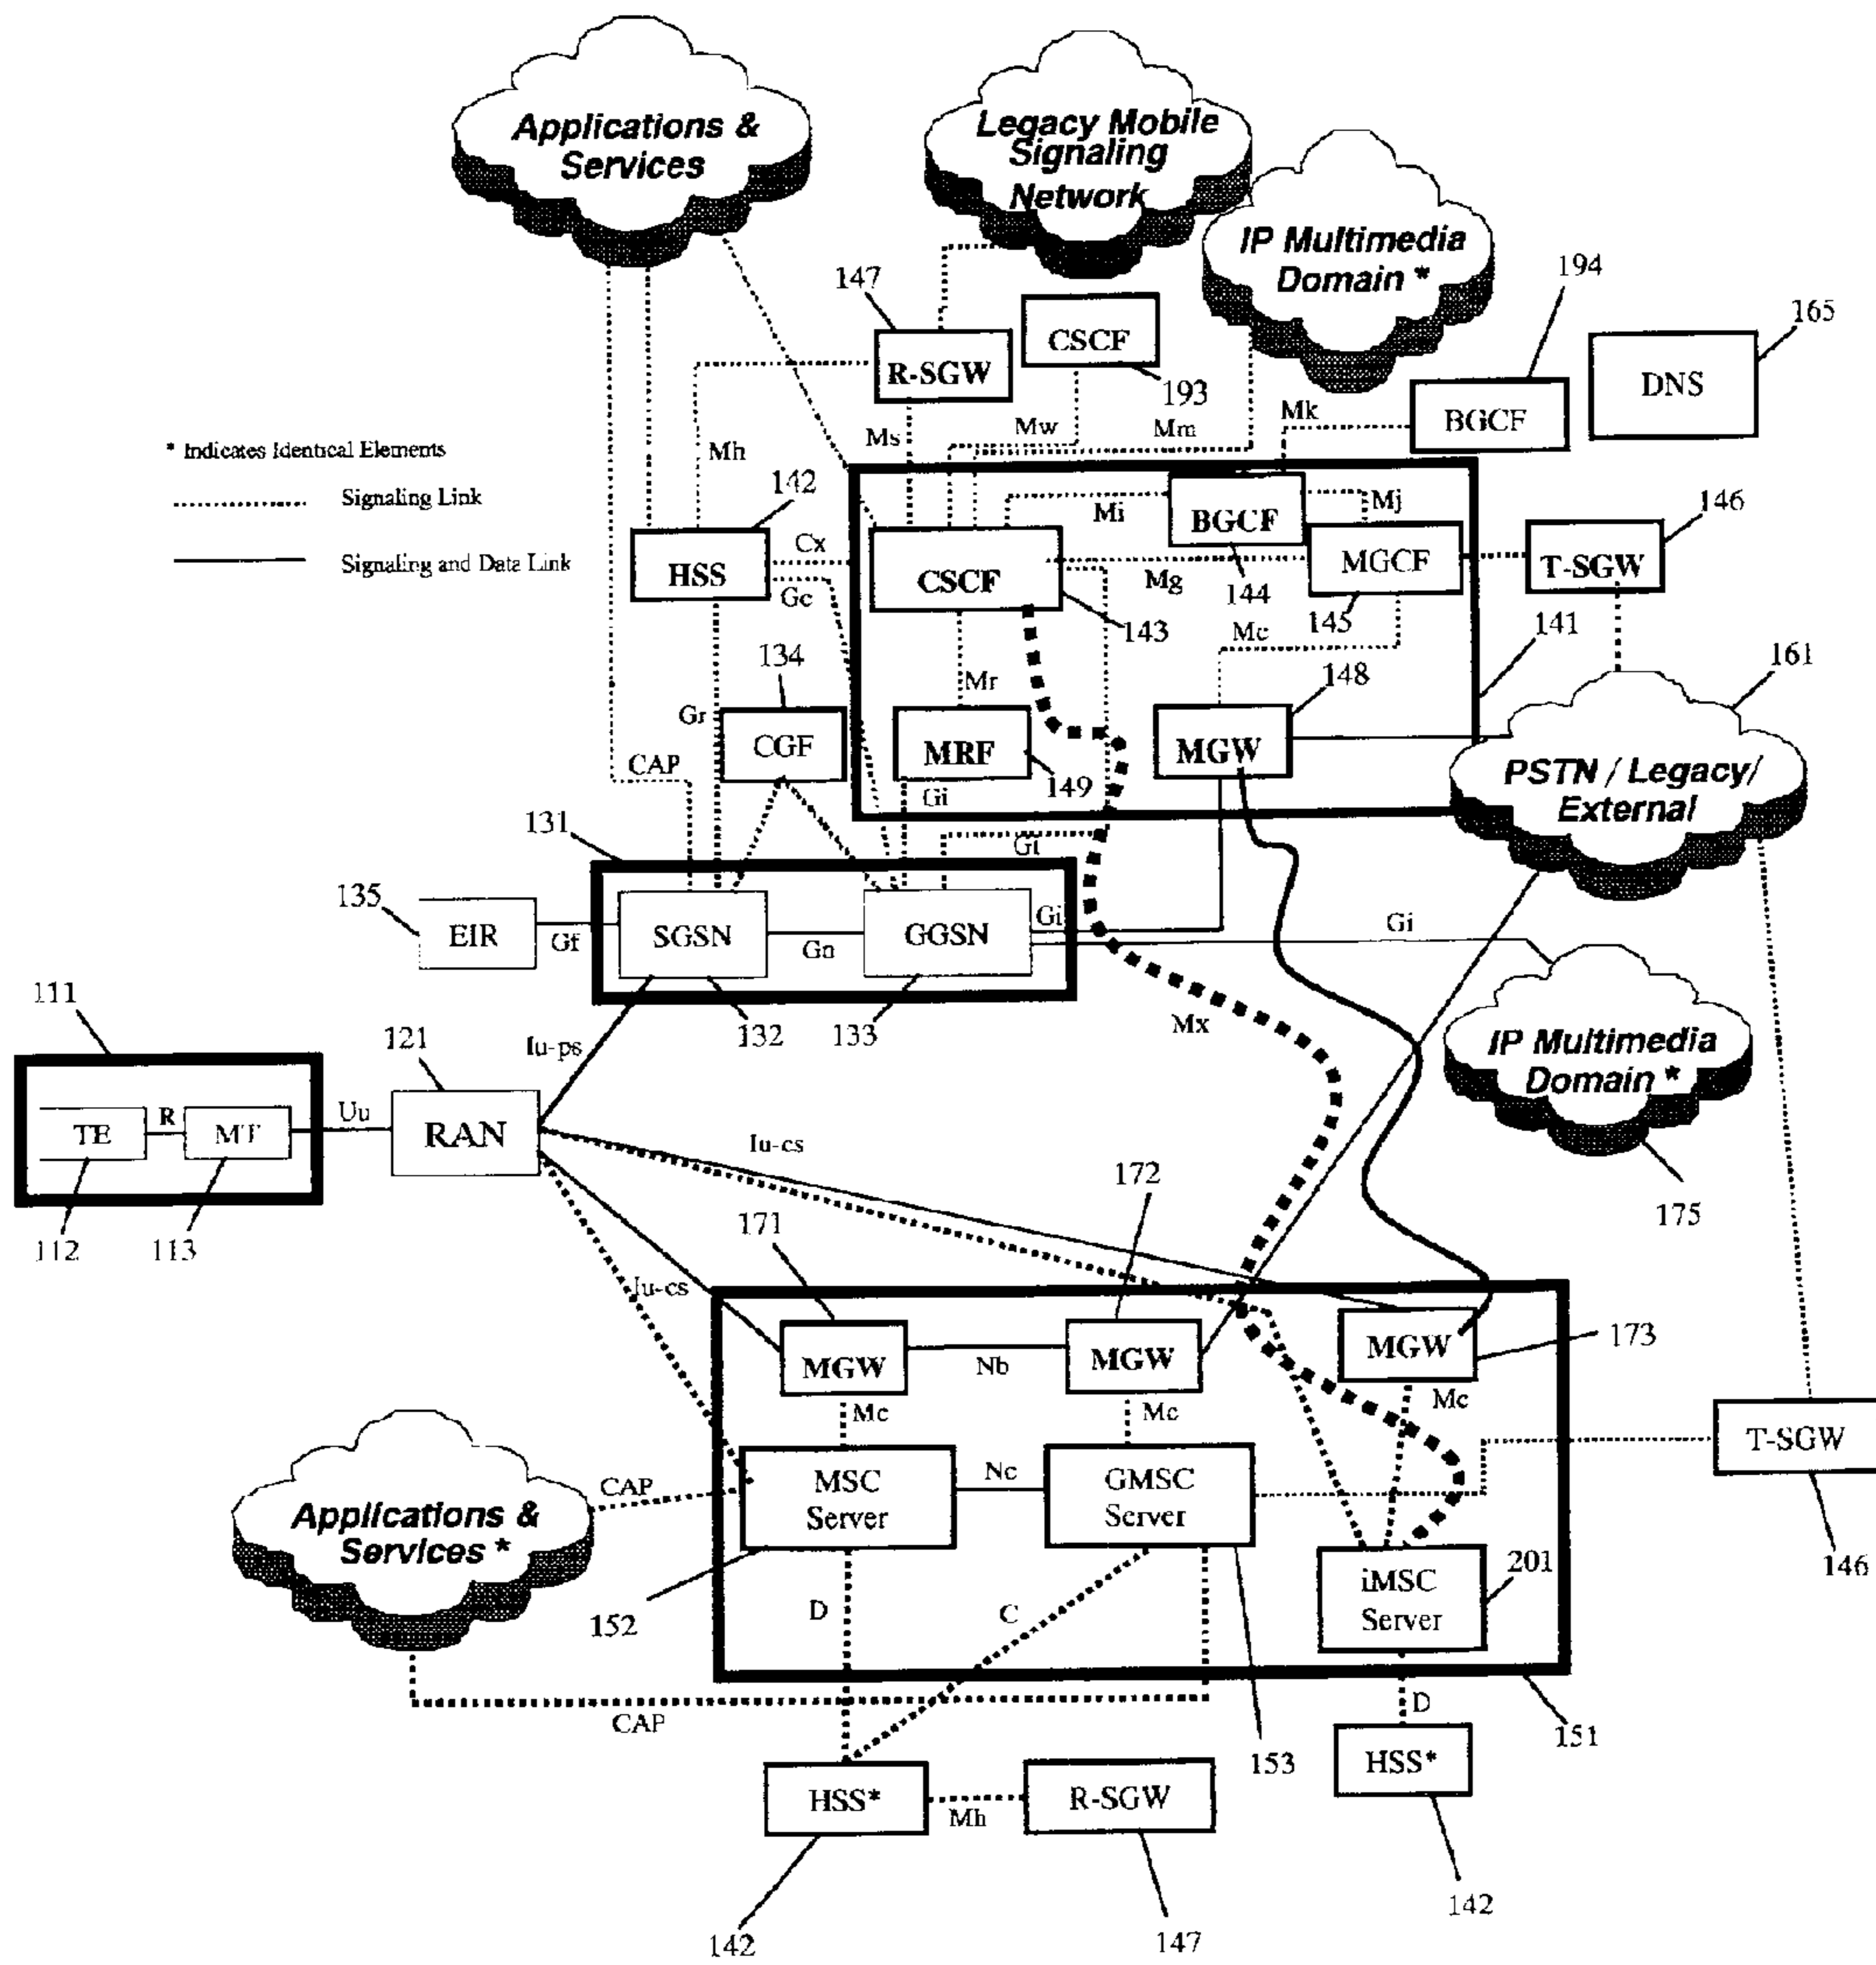 Applications &
Services
Legacy Mobile
Signaling
Network
IP Multimedia
Domain *
147
194
165
CSCF
R-SGW
193
DNS
BGCF
Mk
Mw
Mm
Ms
Mh
* Indicates Identical Elements
Signaling Link
Signaling and Data Link
142
HSS
Cx
Gc
Mi
BGCF
Mj
146
CSCF
Mg
MGCF
T-SGW
144
145
143
Mc
141
134
Mr
148
161
Gr
CGF
MRF
149
MGW
CAP
Gi
PSTN / Legacy/
External
131
Gi
135
EIR
Gf
SGSN
Gn
GGSN
Gi
Gi
111
121
Iu-ps
132
133
Mx
IP Multimedia
Domain *
175
TE
R
MT
Uu
RAN
Iu-cs
112
113
171
172
Iu-cs
MGW
Nb
MGW
MGW
173
Mc
Mc
Mc
T-SGW
146
Applications &
Services *
CAP
MSC
Server
Nc
GMSC
Server
iMSC
Server
201
152
D
C
CAP
D
151
153
HSS*
Mh
R-SGW
HSS*
142
142
147